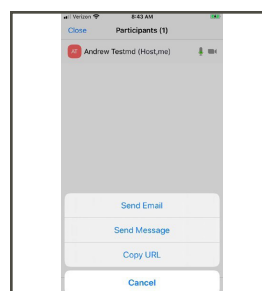 Verizon 8:43 AM
Close Participants (1)
AT Andrew Testmd (Host,me)
Send Email
Send Message
Copy URL
Cancel